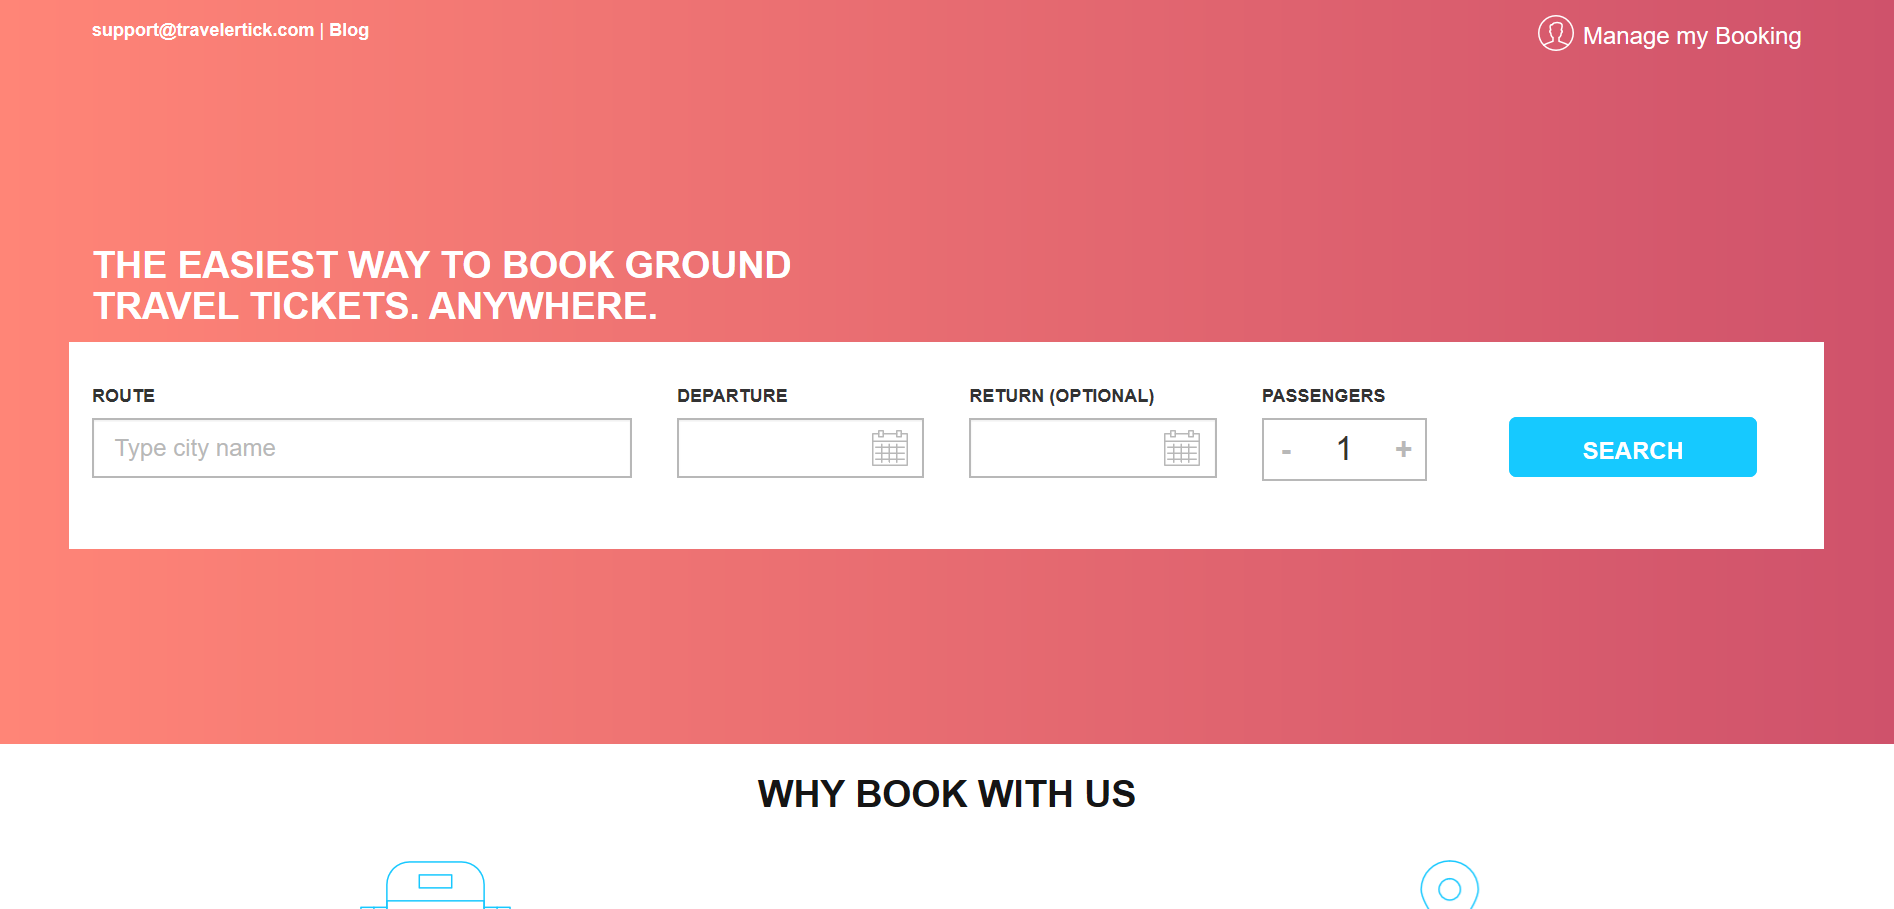 support@travelertick.com | Blog
Manage my Booking
THE EASIEST WAY TO BOOK GROUND
TRAVEL TICKETS. ANYWHERE.
ROUTE
DEPARTURE
RETURN (OPTIONAL)
PASSENGERS
Type city name
- 1 +
SEARCH
WHY BOOK WITH US